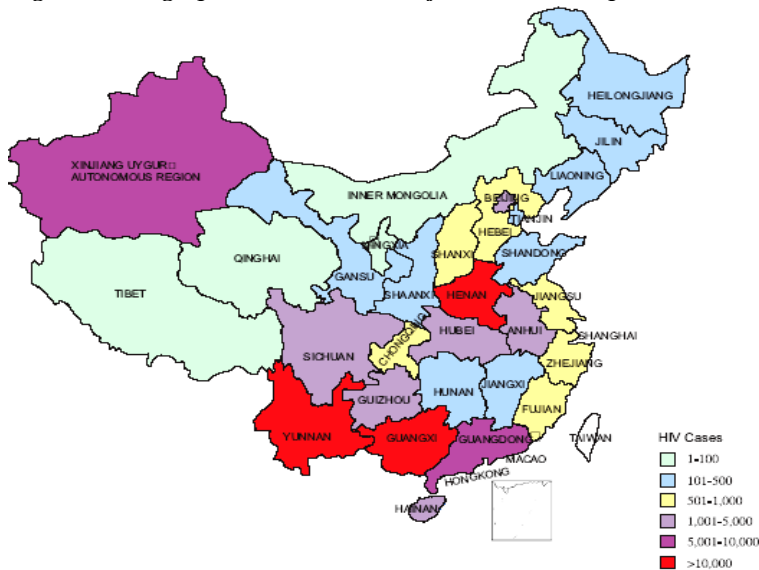 HEILONGJIANG
JILIN
LIAONING
XINJIANG UYGUR□
AUTONOMOUS REGION
INNER MONGOLIA
BEIJING
TIANJIN
HEBEI
NINGXIA
SHANXI
SHANDONG
QINGHAI
GANSU
TIBET
SHAANXI
HENAN
JIANGSU
CHONGQING
HUBEI
ANHUI
SHANGHAI
SICHUAN
ZHEJIANG
HUNAN
JIANGXI
GUIZHOU
FUJIAN
YUNNAN
GUANGXI
GUANGDONG
TAIWAN
MACAO
HONGKONG
HAINAN
HIV Cases
1-100
101-500
501-1,000
1,001-5,000
5,001-10,000
>10,000